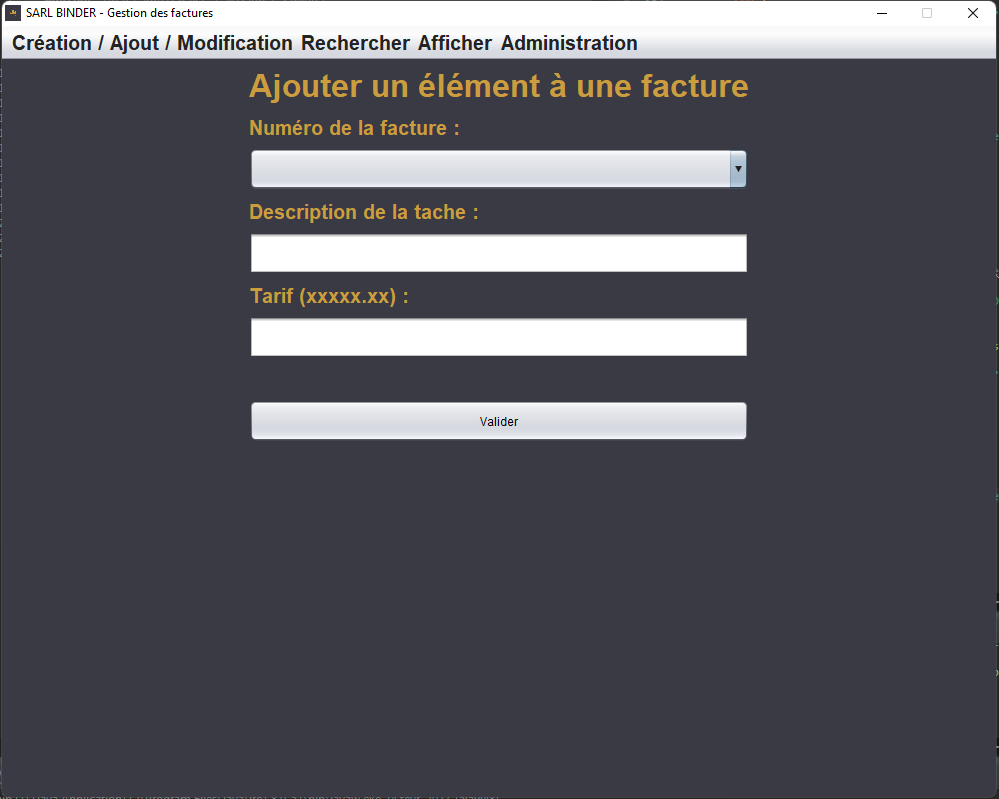 SARL BINDER - Gestion des factures
Création / Ajout / Modification Rechercher Afficher Administration
Ajouter un élément à une facture
Numéro de la facture :
Description de la tache :
Tarif (xxxxx.xx) :
Valider